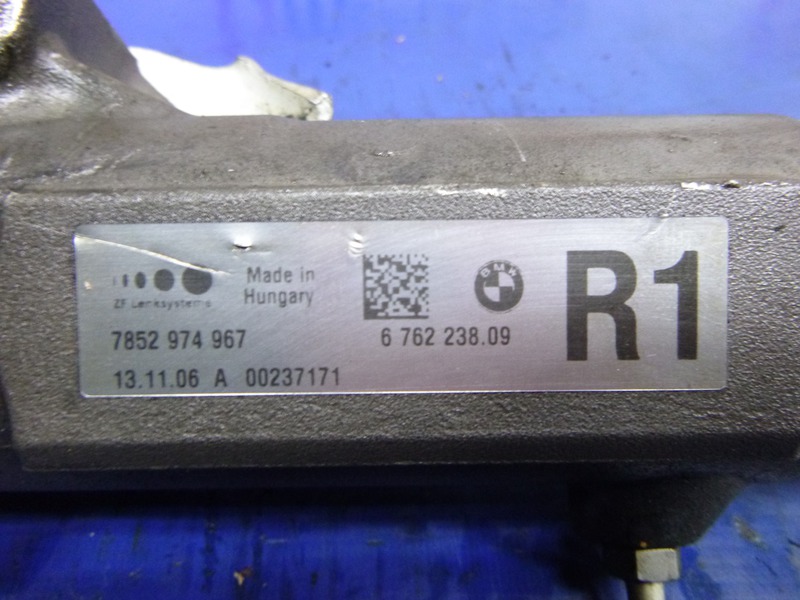 ZF Lenksysteme
Made in
Hungary
BMW
R1
7852 974 967
6 762 238.09
13.11.06 A 00237171